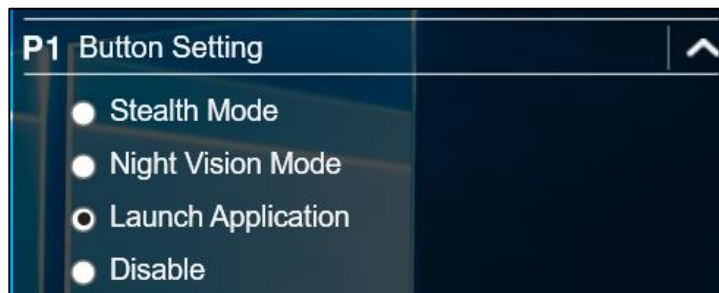 P1 Button Setting
Stealth Mode
Night Vision Mode
Launch Application
Disable